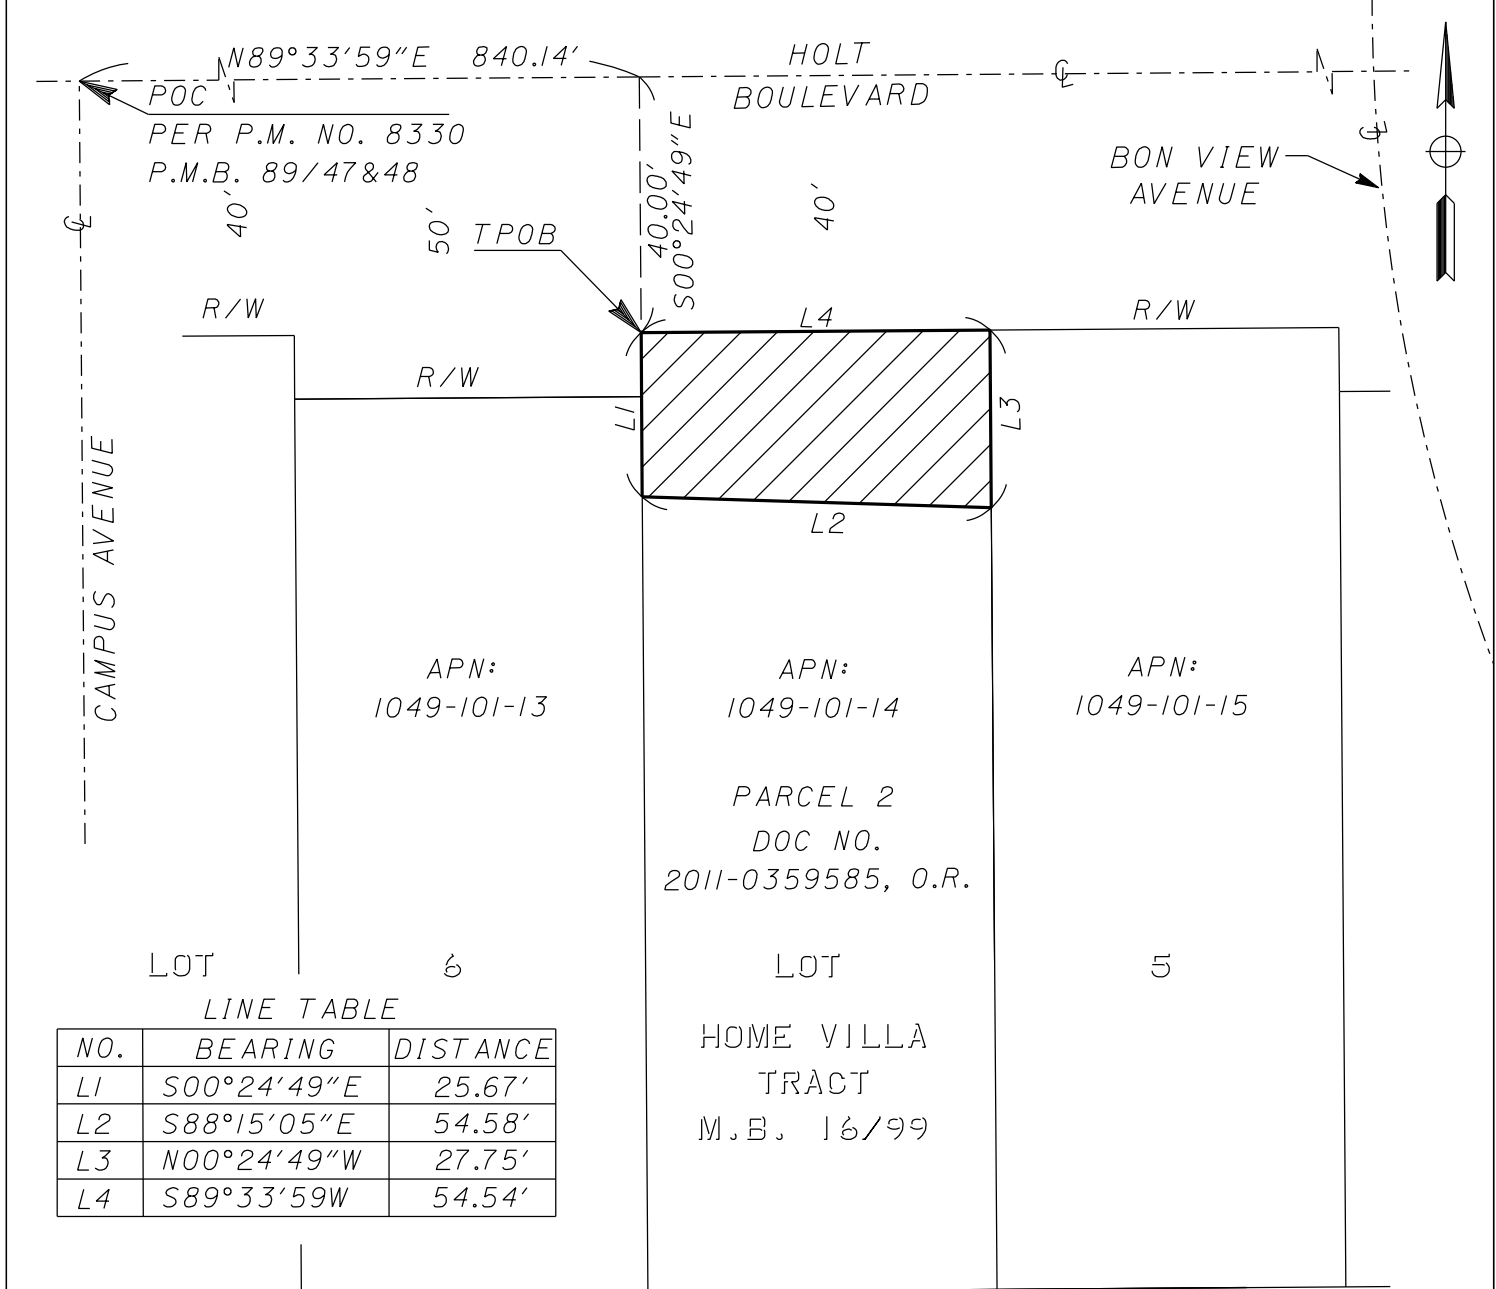 N89°33'59"E 840.14'
HOLT
BOULEVARD
℄
POC
PER P.M. NO. 8330
P.M.B. 89/47&48
℄
BON VIEW
AVENUE
℄
40'
50'
40.00'
S00°24'49"E
40'
TPOB
R/W
R/W
R/W
L4
L1
L3
L2
CAMPUS AVENUE
APN:
1049-101-13
APN:
1049-101-14
APN:
1049-101-15
PARCEL 2
DOC NO.
2011-0359585, O.R.
LOT 6
LOT 5
HOME VILLA
TRACT
M.B. 16/99
LINE TABLE
NO. BEARING DISTANCE
L1 S00°24'49"E 25.67'
L2 S88°15'05"E 54.58'
L3 N00°24'49"W 27.75'
L4 S89°33'59W 54.54'